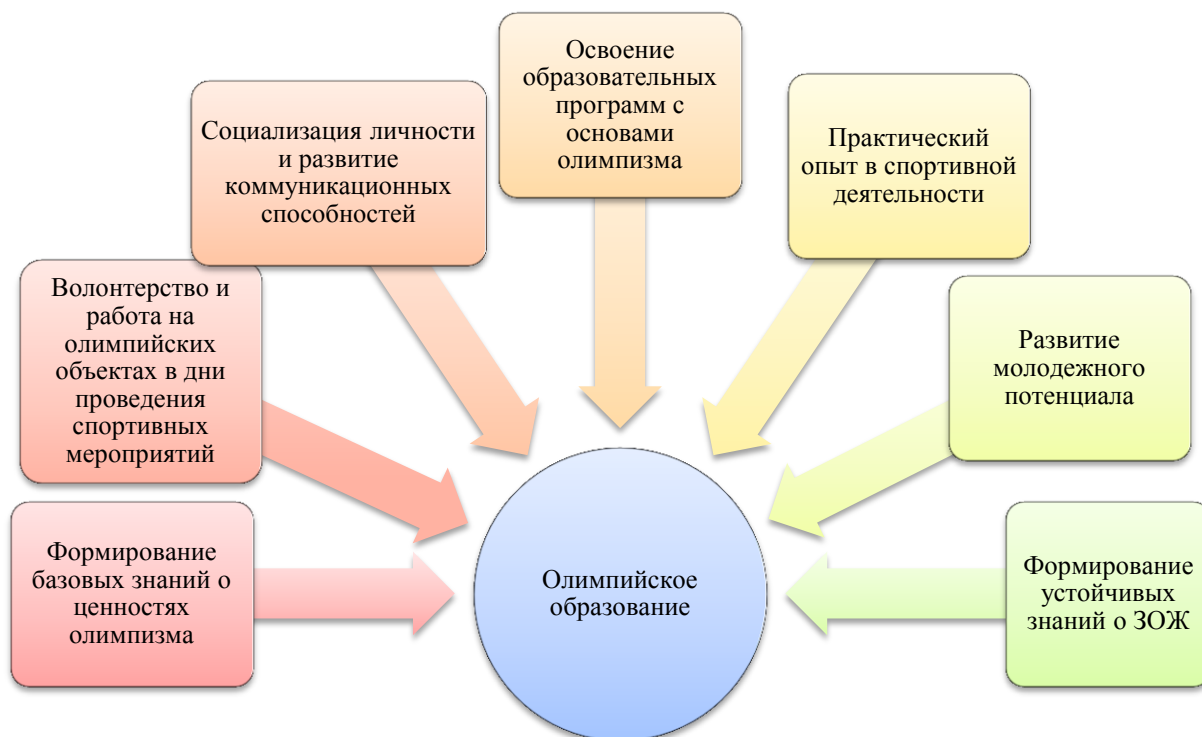 Освоение
образовательных
программ с
основами
олимпизма
Социализация личности
и развитие
коммуникационных
способностей
Практический
опыт в спортивной
деятельности
Волонтерство и
работа на
олимпийских
объектах в дни
проведения
спортивных
мероприятий
Развитие
молодежного
потенциала
Формирование
базовых знаний о
ценностях
олимпизма
Олимпийское
образование
Формирование
устойчивых
знаний о ЗОЖ